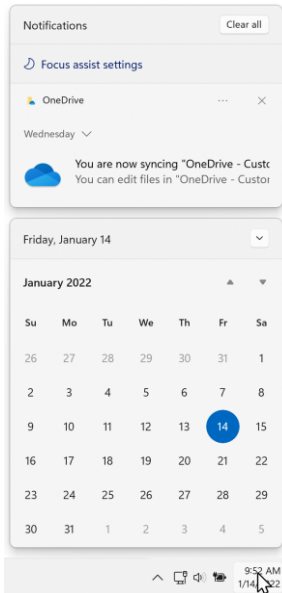 Notifications Clear all
Focus assist settings
OneDrive
Wednesday
You are now syncing "OneDrive - Custo
You can edit files in "OneDrive - Custor
Friday, January 14
January 2022
Su Mo Tu We Th Fr Sa
26 27 28 29 30 31 1
2 3 4 5 6 7 8
9 10 11 12 13 14 15
16 17 18 19 20 21 22
23 24 25 26 27 28 29
30 31 1 2 3 4 5
9:52 AM
1/14/2022